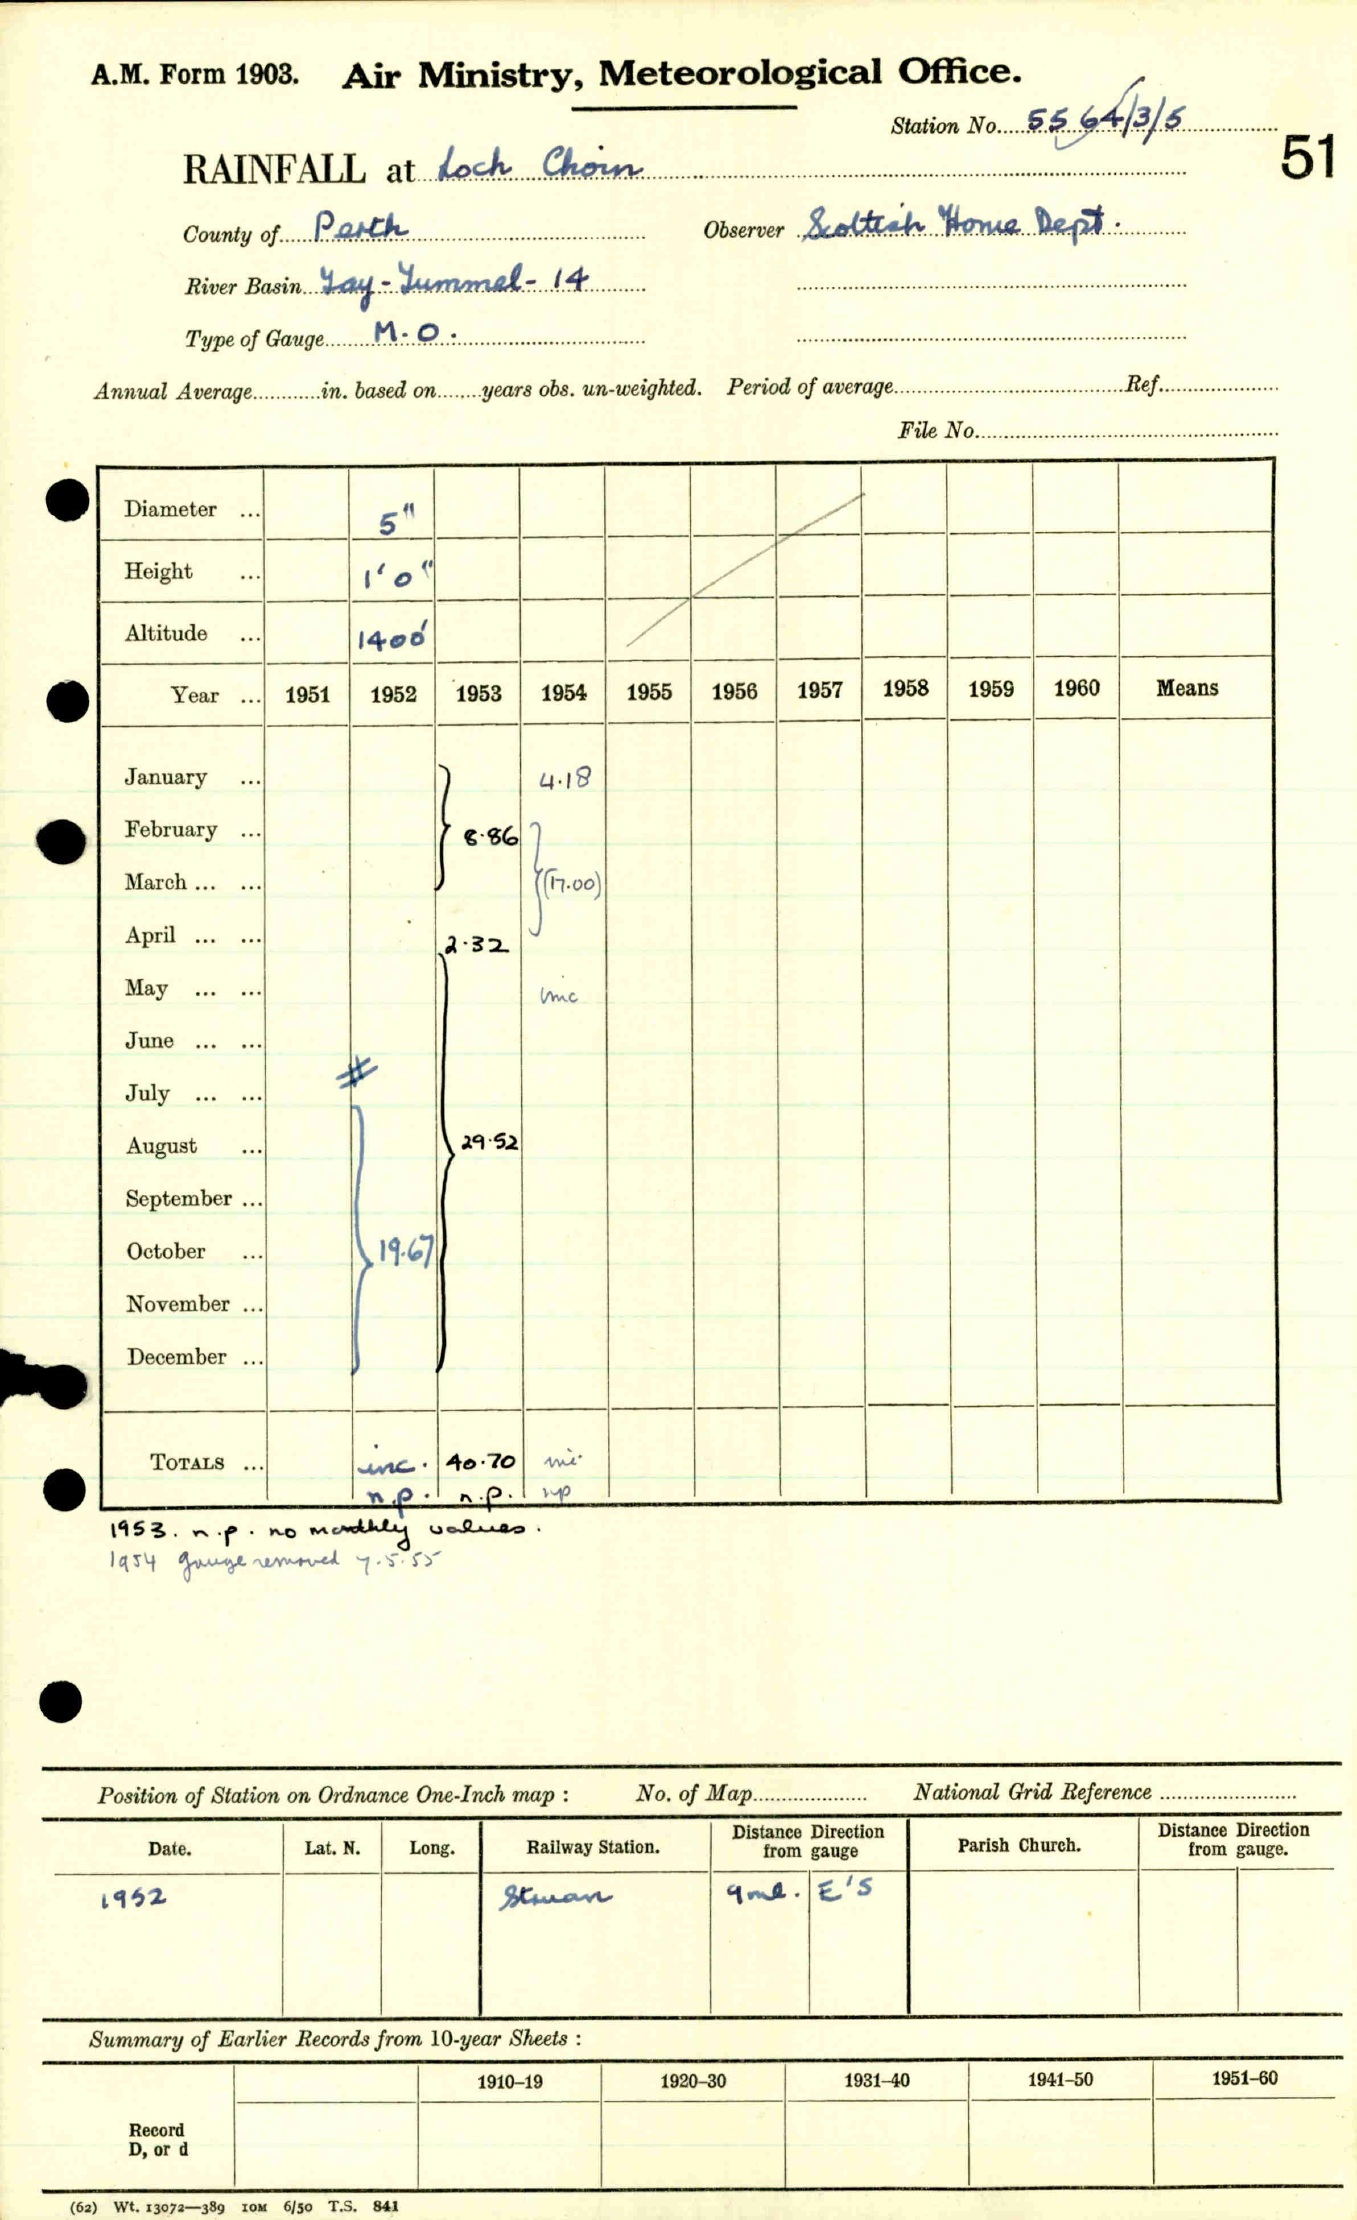 A.M. Form 1903. Air Ministry, Meteorological Office.
Station No. 5564/3/5
51
RAINFALL at Loch Choin
County of Perth Observer Scottish Home Dept.
River Basin Tay-Tummel-14
Type of Gauge M.O.
Annual Average in. based on years obs. un-weighted. Period of average Ref.
File No.
Diameter ... 5"
Height ... 1'0"
Altitude ... 1400'
Year ... 1951 1952 1953 1954 1955 1956 1957 1958 1959 1960 Means
January ... 4.18
February ... 8.86
March ... ... (17.00)
April ... ... 2.32
May ... ... inc
June ... ...
#
July ... ...
August ... 29.52
September ...
October ... 19.67
November ...
December ...
TOTALS ... inc. 40.70 inc
n.p. n.p. np
1953. n.p. no monthly values.
1954 gauge removed 7.5.55
Position of Station on Ordnance One-Inch map : No. of Map National Grid Reference
Date. Lat. N. Long. Railway Station. Distance Direction from gauge Parish Church. Distance Direction from gauge.
1952 Struan 9ml. E'S
Summary of Earlier Records from 10-year Sheets :
1910–19 1920–30 1931–40 1941–50 1951–60
Record
D, or d
(62) Wt. 13072—389 10M 6/50 T.S. 841